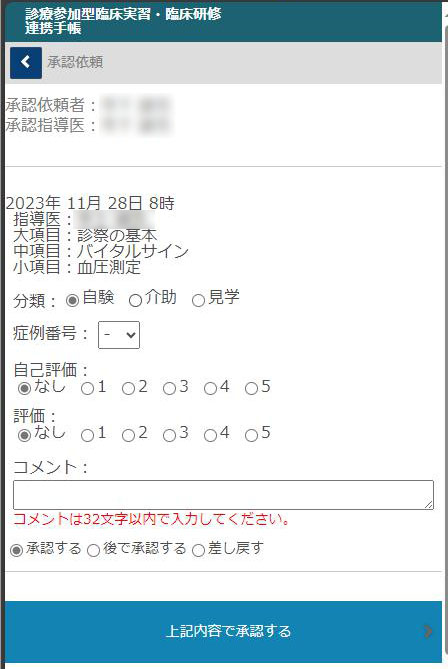 診療参加型臨床実習・臨床研修
連携手帳
承認依頼
承認依頼者：
承認指導医：
2023年 11月 28日 8時
指導医：
大項目：診察の基本
中項目：バイタルサイン
小項目：血圧測定
分類： 自験 介助 見学
症例番号： -
自己評価：
なし 1 2 3 4 5
評価：
なし 1 2 3 4 5
コメント：
コメントは32文字以内で入力してください。
承認する 後で承認する 差し戻す
上記内容で承認する